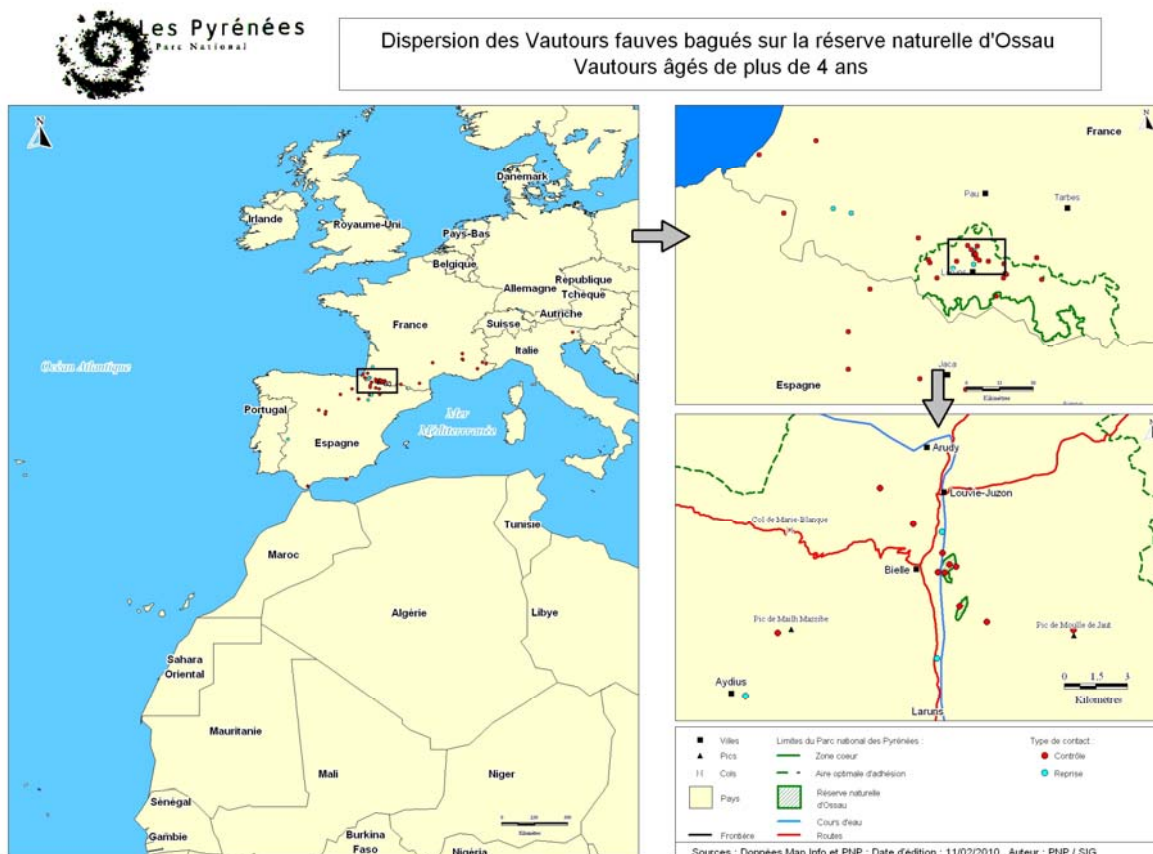 Les Pyrénées
Parc National
Dispersion des Vautours fauves bagués sur la réserve naturelle d'Ossau
Vautours âgés de plus de 4 ans
N
Danemark
Irlande
Royaume-Uni
Pays-Bas
Belgique
Allemagne
République
Tchèque
France
Suisse
Autriche
Italie
Océan Atlantique
Portugal
Espagne
Mer
Méditerrranée
Tunisie
Maroc
Algérie
Libye
Sahara
Oriental
Mauritanie
Mali
Niger
Sénégal
Gambie
Burkina
Faso
Nigéria
Kilomètres
France
N
Pau
Tarbes
Jaca
Espagne
Kilomètres
Arudy
Louvie-Juzon
Col de Marie-Blanque
Bielle
Pic de Mailh Massibe
Pic de Moulle de Jaut
Aydius
Laruns
0 1.5 3
Kilomètres
Villes
Pics
Cols
Pays
Frontière
Limites du Parc national des Pyrénées :
Zone coeur
Aire optimale d'adhésion
Réserve naturelle
d'Ossau
Cours d'eau
Routes
Type de contact :
Contrôle
Reprise
Sources : Données Map Info et PNP ; Date d'édition : 11/02/2010 Auteur : PNP / SIG